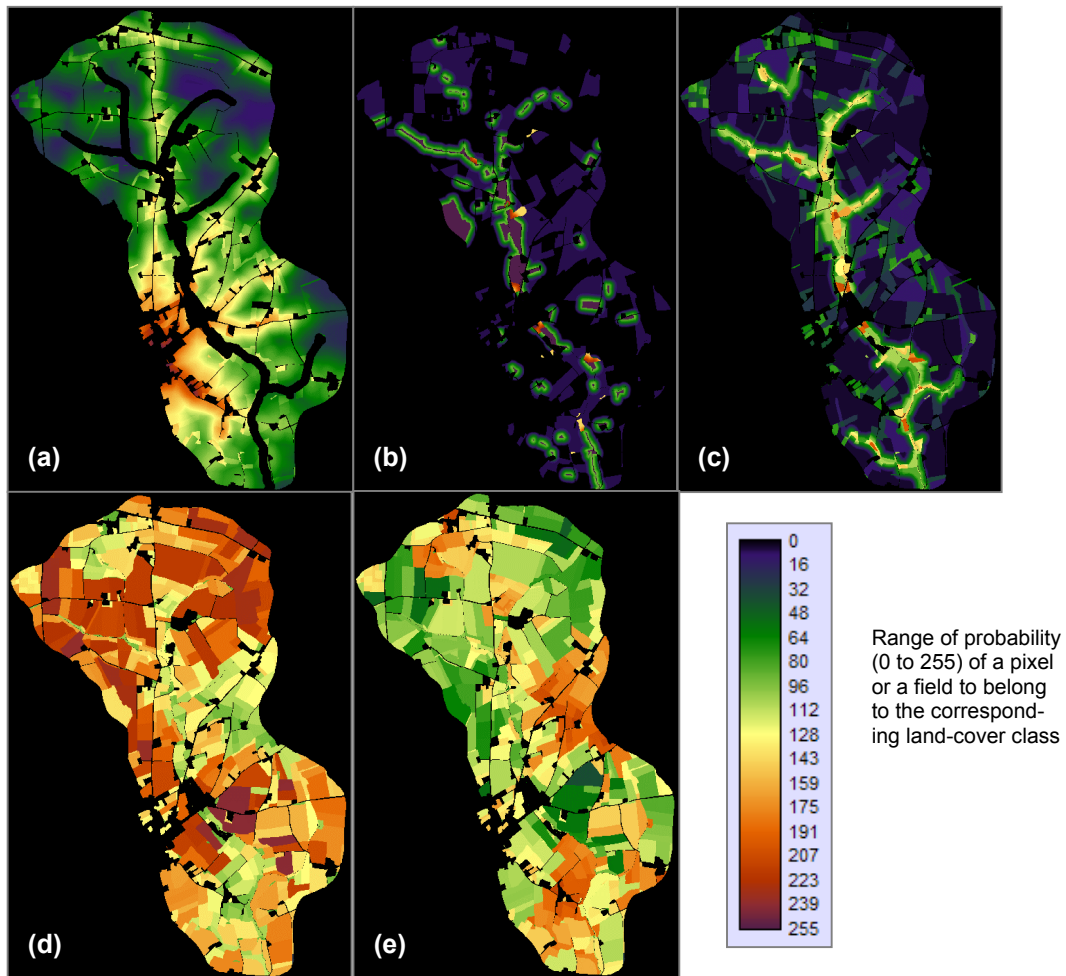 (a)
(b)
(c)
(d)
(e)
0
16
32
48
64
80
96
112
128
143
159
175
191
207
223
239
255
Range of probability
(0 to 255) of a pixel
or a field to belong
to the correspond-
ing land-cover class